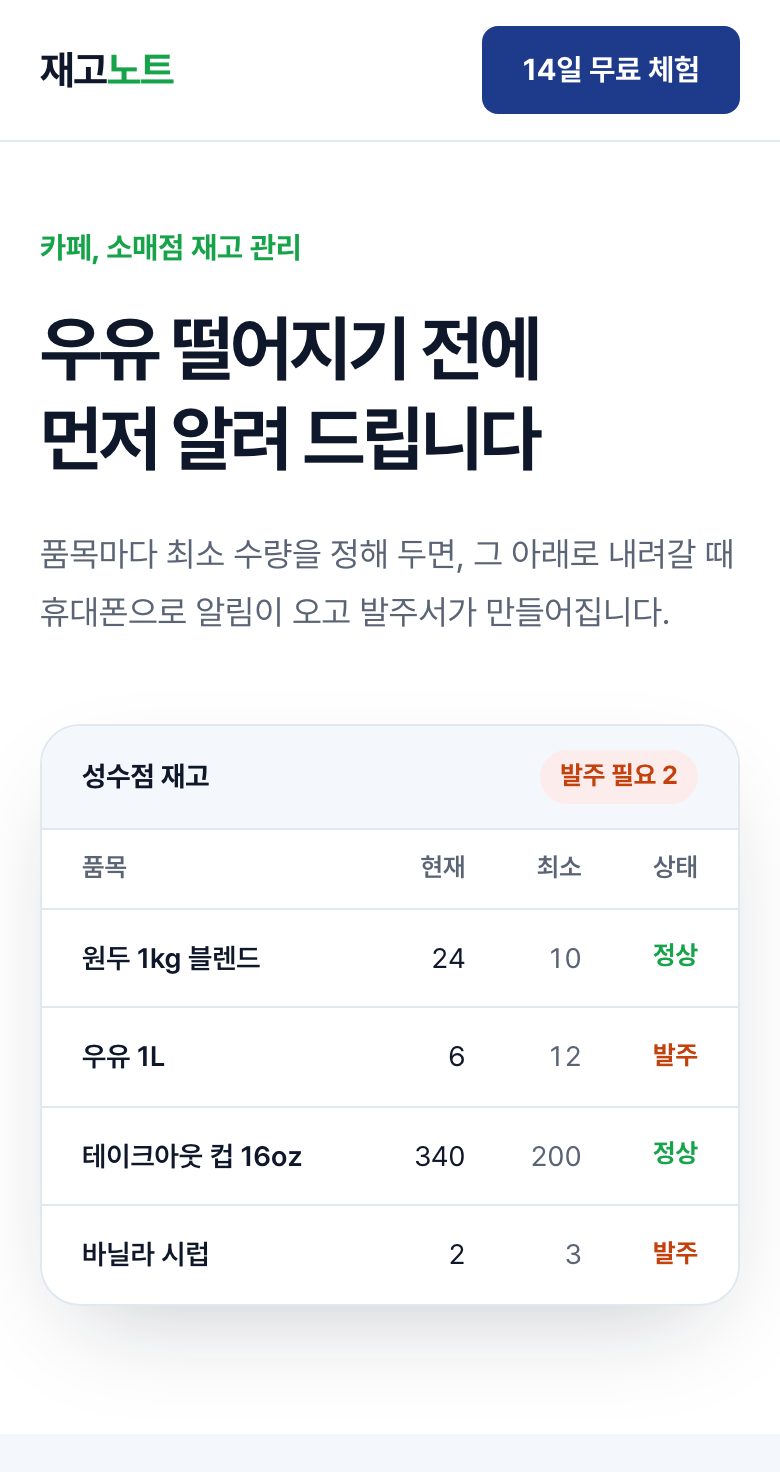 재고노트
14일 무료 체험
카페, 소매점 재고 관리
우유 떨어지기 전에
먼저 알려 드립니다
품목마다 최소 수량을 정해 두면, 그 아래로 내려갈 때
휴대폰으로 알림이 오고 발주서가 만들어집니다.
성수점 재고 발주 필요 2
품목 현재 최소 상태
원두 1kg 블렌드 24 10 정상
우유 1L 6 12 발주
테이크아웃 컵 16oz 340 200 정상
바닐라 시럽 2 3 발주